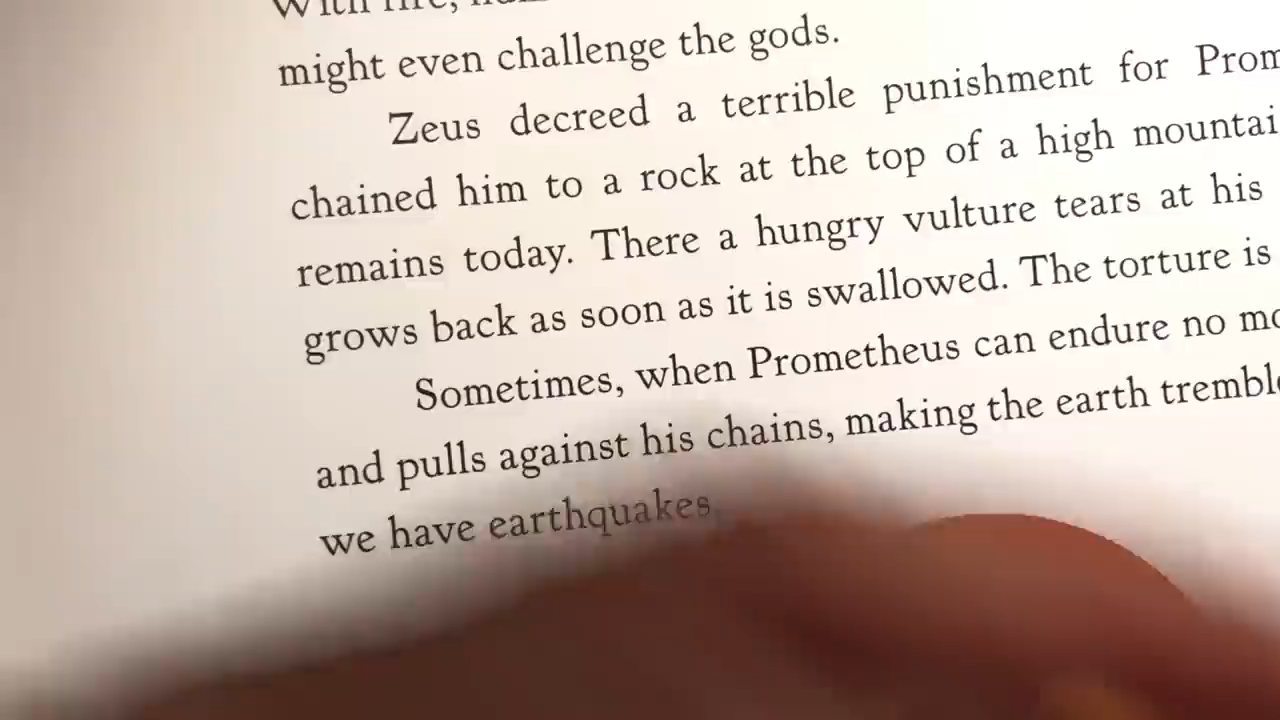 might even challenge the gods.
Zeus decreed a terrible punishment for
chained him to a rock at the top of a high
remains today. There a hungry vulture tears at his
grows back as soon as it is swallowed. The torture is
Sometimes, when Prometheus can endure no
and pulls against his chains, making the earth
we have earthquakes.